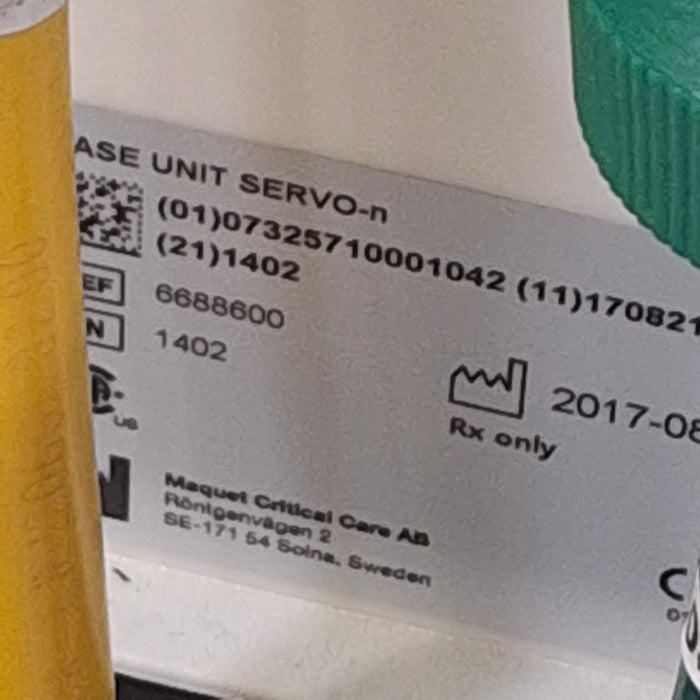 ASE UNIT SERVO-n
(01)07325710001042 (11)170821
(21)1402
EF 6688600
N 1402
2017-08
Rx only
US
Maquet Critical Care AB
Röntgenvägen 2
SE-171 54 Solna, Sweden